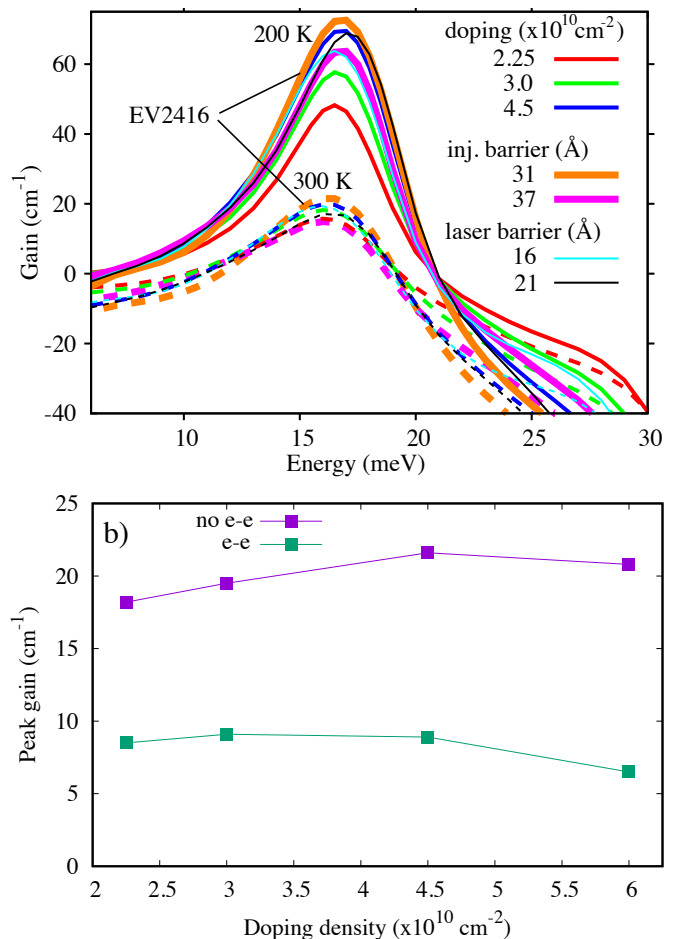 60
40
20
0
-20
-40
10
15
20
25
30
Gain (cm⁻¹)
Energy (meV)
200 K
EV2416
300 K
doping (x10¹⁰cm⁻²)
2.25
3.0
4.5
inj. barrier (Å)
31
37
laser barrier (Å)
16
21
b)
no e-e
e-e
25
20
15
10
5
0
2
2.5
3
3.5
4
4.5
5
5.5
6
Peak gain (cm⁻¹)
Doping density (x10¹⁰ cm⁻²)